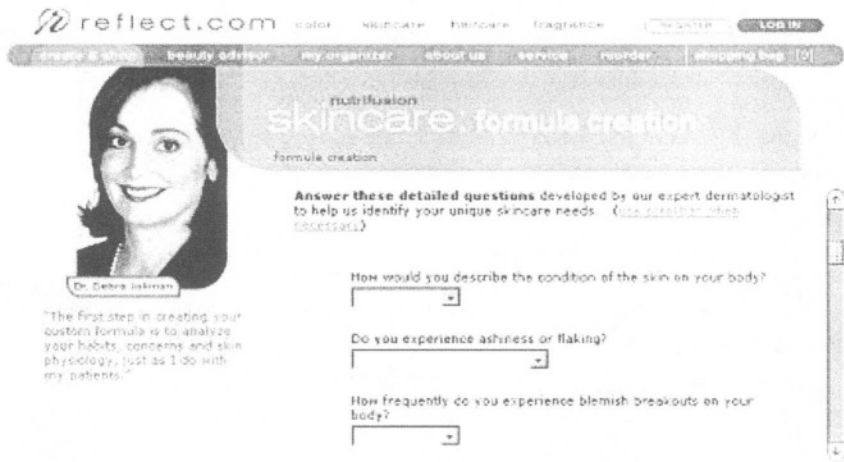 reflect.com color skincare haircare fragrance REGISTER LOG IN
create & shop beauty advisor my organizer about us service reorder shopping bag [0]
nutrifusion
skincare: formula creation
formula creation
Answer these detailed questions developed by our expert dermatologist
to help us identify your unique skincare needs. (use scrollbar when
necessary)
How would you describe the condition of the skin on your body?
Dr. Debra
Do you experience ashiness or flaking?
"The first step in creating your
custom formula is to analyze
your habits, concerns and skin
physiology, just as I do with
my patients."
How frequently do you experience blemish breakouts on your
body?